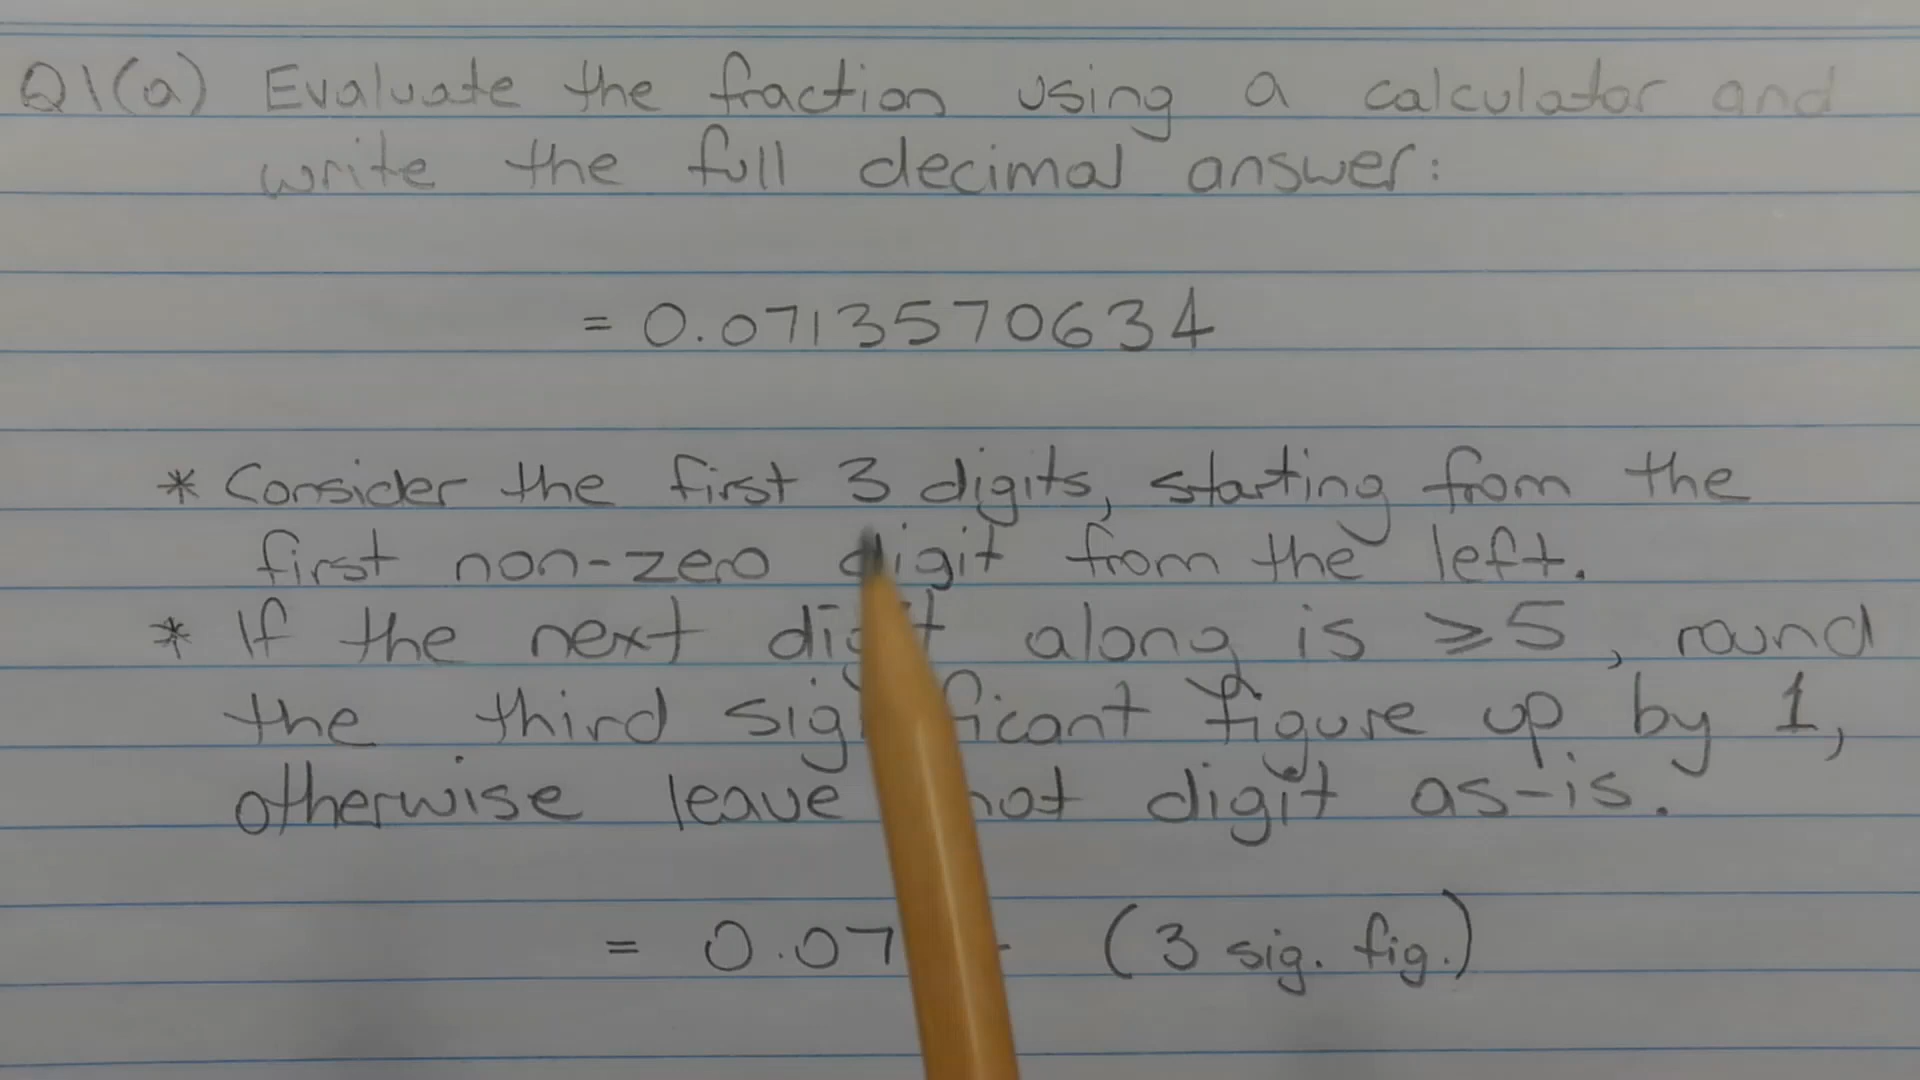 Q1(a) Evaluate the fraction using a calculator and
write the full decimal answer:
= 0.0713570634
* Consider the first 3 digits, starting from the
first non-zero digit from the left.
* If the next along is ≥5, round
the third figure up by 1,
otherwise leave digit as-is.
= 0.07 (3 sig. fig.)